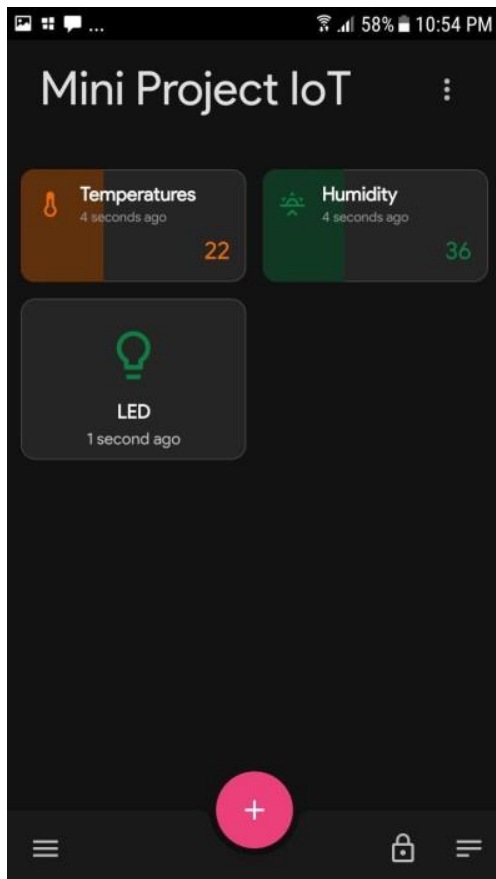 ... 58% 10:54 PM
Mini Project IoT
Temperatures
4 seconds ago
22
Humidity
4 seconds ago
36
LED
1 second ago
+